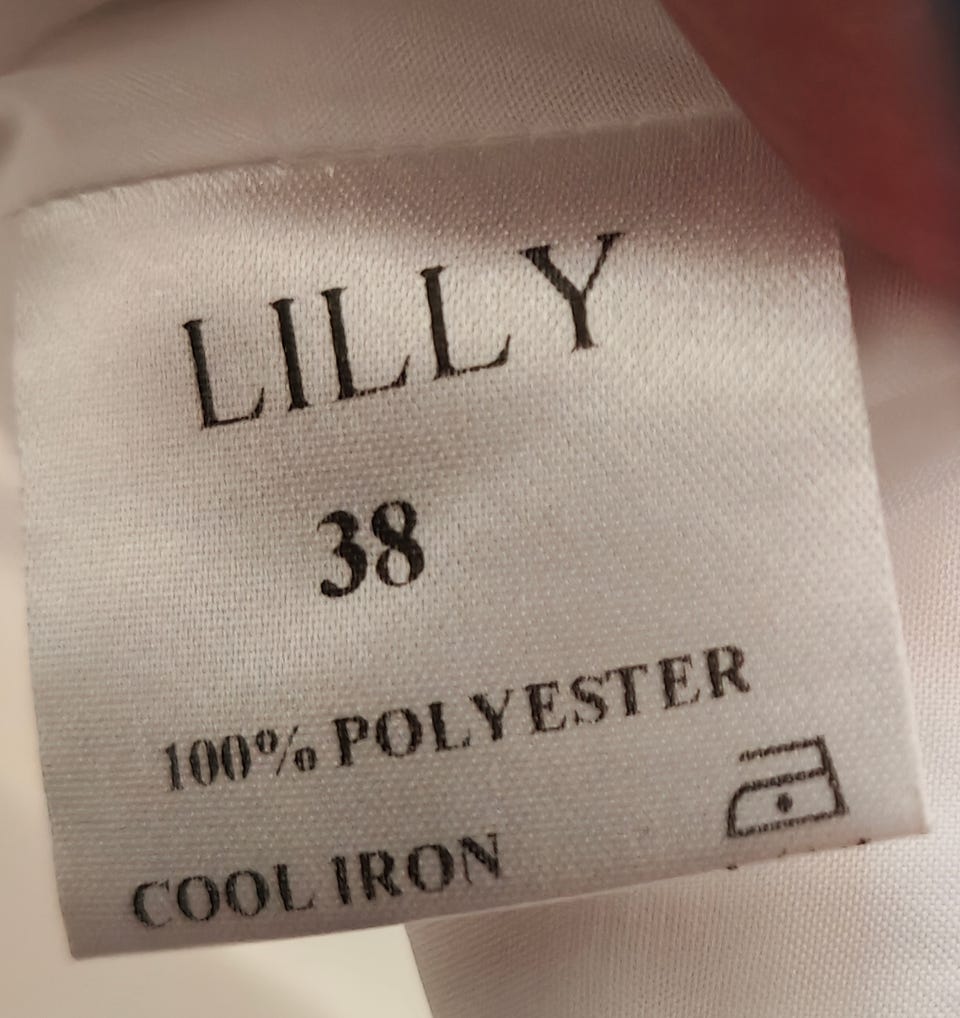 LILLY
38
100% POLYESTER
COOL IRON